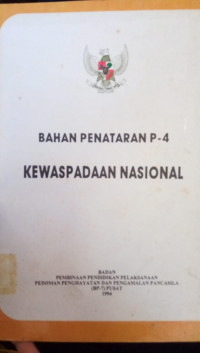 BAHAN PENATARAN P-4
KEWASPADAAN NASIONAL
BADAN
PEMBINAAN PENDIDIKAN PELAKSANAAN
PEDOMAN PENGHAYATAN DAN PENGAMALAN PANCASILA
(BP-7) PUSAT
1994